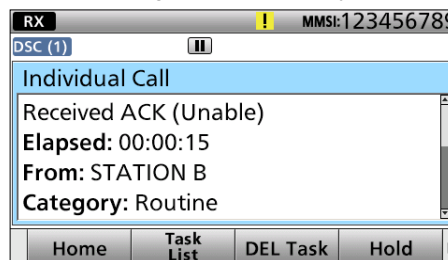 RX ! MMSI:123456789
DSC (1)
Individual Call
Received ACK (Unable)
Elapsed: 00:00:15
From: STATION B
Category: Routine
Home Task List DEL Task Hold